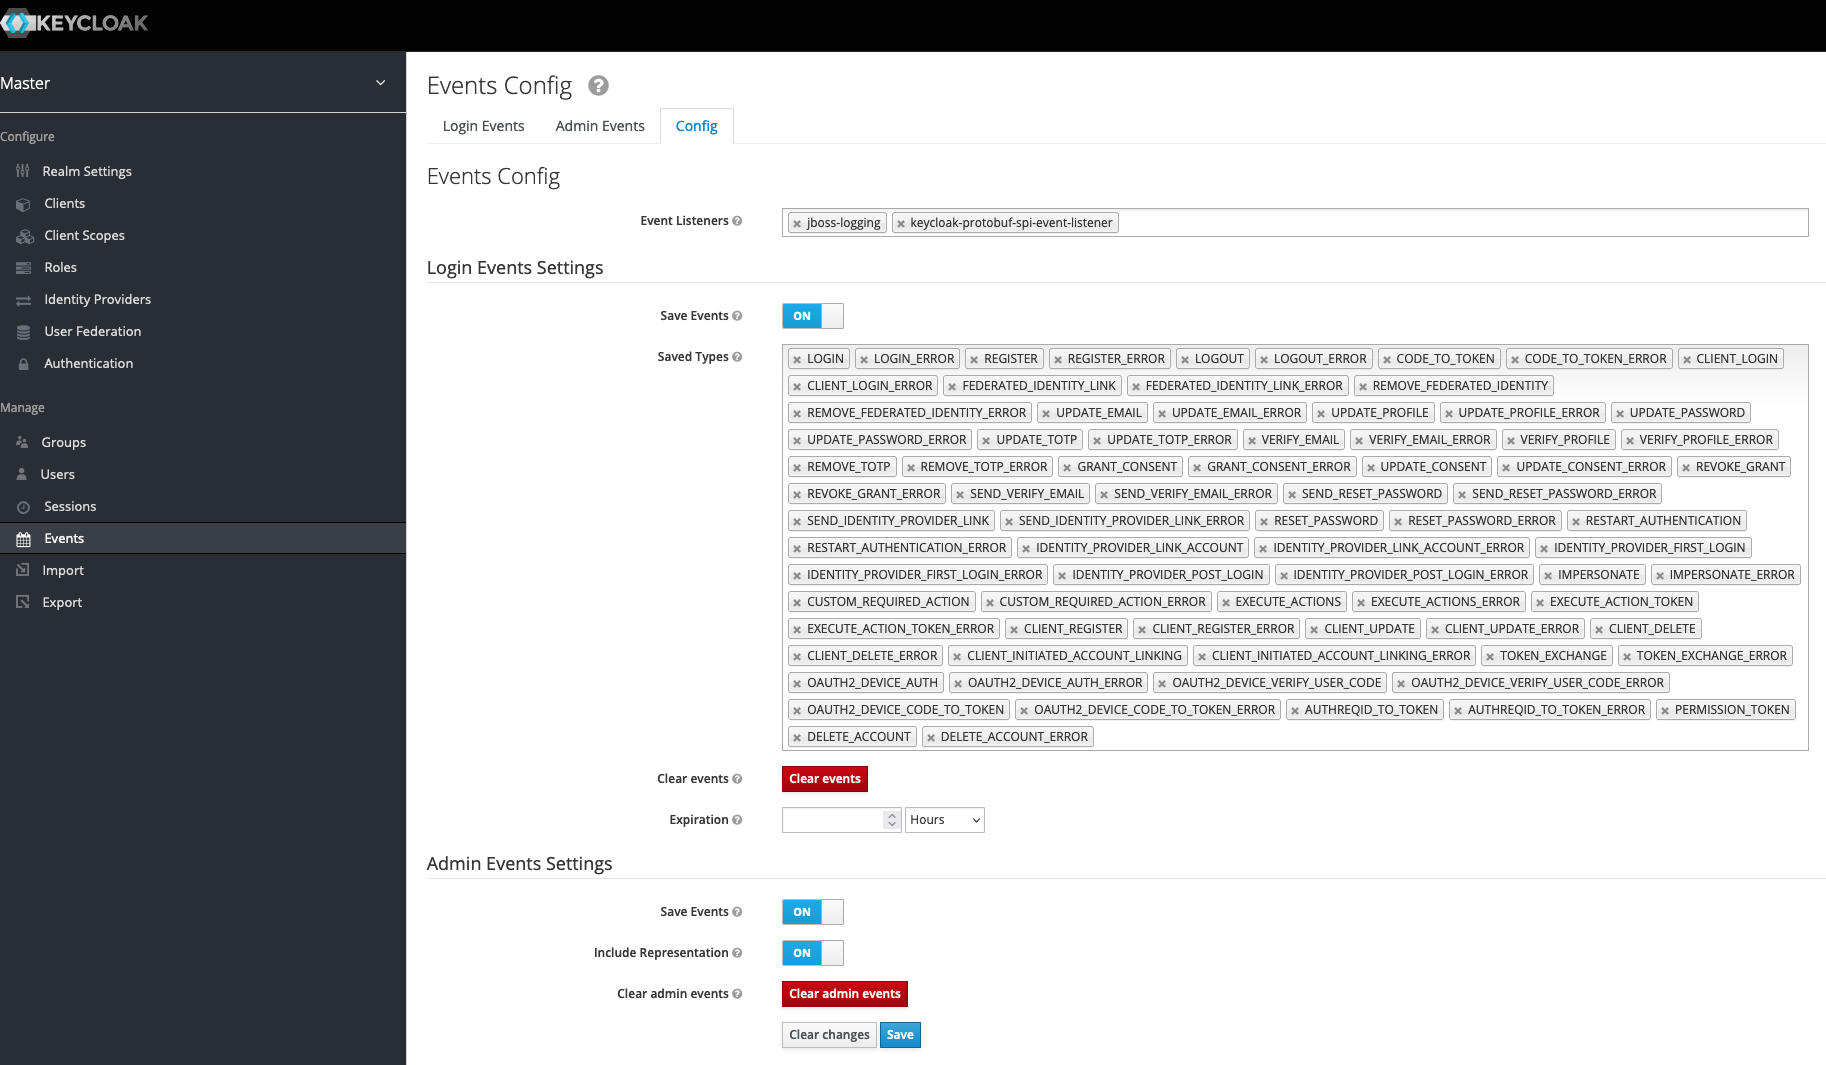 KEYCLOAK
Master
Configure
Realm Settings
Clients
Client Scopes
Roles
Identity Providers
User Federation
Authentication
Manage
Groups
Users
Sessions
Events
Import
Export
Events Config
Login Events Admin Events Config
Events Config
Event Listeners jboss-logging keycloak-protobuf-spi-event-listener
Login Events Settings
Save Events ON
Saved Types LOGIN LOGIN_ERROR REGISTER REGISTER_ERROR LOGOUT LOGOUT_ERROR CODE_TO_TOKEN CODE_TO_TOKEN_ERROR CLIENT_LOGIN
CLIENT_LOGIN_ERROR FEDERATED_IDENTITY_LINK FEDERATED_IDENTITY_LINK_ERROR REMOVE_FEDERATED_IDENTITY
REMOVE_FEDERATED_IDENTITY_ERROR UPDATE_EMAIL UPDATE_EMAIL_ERROR UPDATE_PROFILE UPDATE_PROFILE_ERROR UPDATE_PASSWORD
UPDATE_PASSWORD_ERROR UPDATE_TOTP UPDATE_TOTP_ERROR VERIFY_EMAIL VERIFY_EMAIL_ERROR VERIFY_PROFILE VERIFY_PROFILE_ERROR
REMOVE_TOTP REMOVE_TOTP_ERROR GRANT_CONSENT GRANT_CONSENT_ERROR UPDATE_CONSENT UPDATE_CONSENT_ERROR REVOKE_GRANT
REVOKE_GRANT_ERROR SEND_VERIFY_EMAIL SEND_VERIFY_EMAIL_ERROR SEND_RESET_PASSWORD SEND_RESET_PASSWORD_ERROR
SEND_IDENTITY_PROVIDER_LINK SEND_IDENTITY_PROVIDER_LINK_ERROR RESET_PASSWORD RESET_PASSWORD_ERROR RESTART_AUTHENTICATION
RESTART_AUTHENTICATION_ERROR IDENTITY_PROVIDER_LINK_ACCOUNT IDENTITY_PROVIDER_LINK_ACCOUNT_ERROR IDENTITY_PROVIDER_FIRST_LOGIN
IDENTITY_PROVIDER_FIRST_LOGIN_ERROR IDENTITY_PROVIDER_POST_LOGIN IDENTITY_PROVIDER_POST_LOGIN_ERROR IMPERSONATE IMPERSONATE_ERROR
CUSTOM_REQUIRED_ACTION CUSTOM_REQUIRED_ACTION_ERROR EXECUTE_ACTIONS EXECUTE_ACTIONS_ERROR EXECUTE_ACTION_TOKEN
EXECUTE_ACTION_TOKEN_ERROR CLIENT_REGISTER CLIENT_REGISTER_ERROR CLIENT_UPDATE CLIENT_UPDATE_ERROR CLIENT_DELETE
CLIENT_DELETE_ERROR CLIENT_INITIATED_ACCOUNT_LINKING CLIENT_INITIATED_ACCOUNT_LINKING_ERROR TOKEN_EXCHANGE TOKEN_EXCHANGE_ERROR
OAUTH2_DEVICE_AUTH OAUTH2_DEVICE_AUTH_ERROR OAUTH2_DEVICE_VERIFY_USER_CODE OAUTH2_DEVICE_VERIFY_USER_CODE_ERROR
OAUTH2_DEVICE_CODE_TO_TOKEN OAUTH2_DEVICE_CODE_TO_TOKEN_ERROR AUTHREQID_TO_TOKEN AUTHREQID_TO_TOKEN_ERROR PERMISSION_TOKEN
DELETE_ACCOUNT DELETE_ACCOUNT_ERROR
Clear events Clear events
Expiration Hours
Admin Events Settings
Save Events ON
Include Representation ON
Clear admin events Clear admin events
Clear changes Save